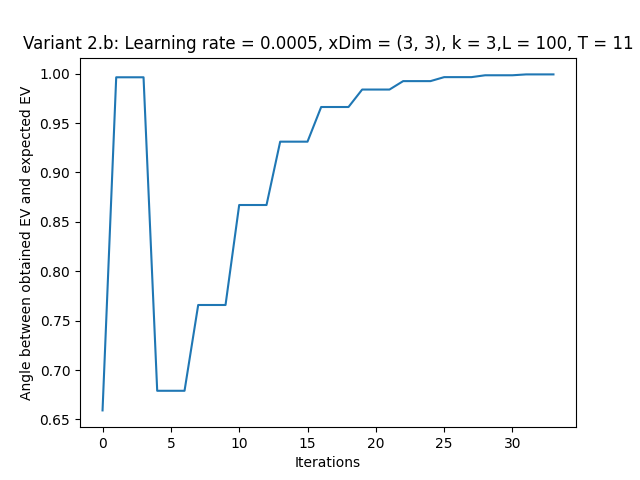 Variant 2.b: Learning rate = 0.0005, xDim = (3, 3), k = 3,L = 100, T = 11
1.00
0.95
0.90
0.85
0.80
0.75
0.70
0.65
Angle between obtained EV and expected EV
0 5 10 15 20 25 30
Iterations